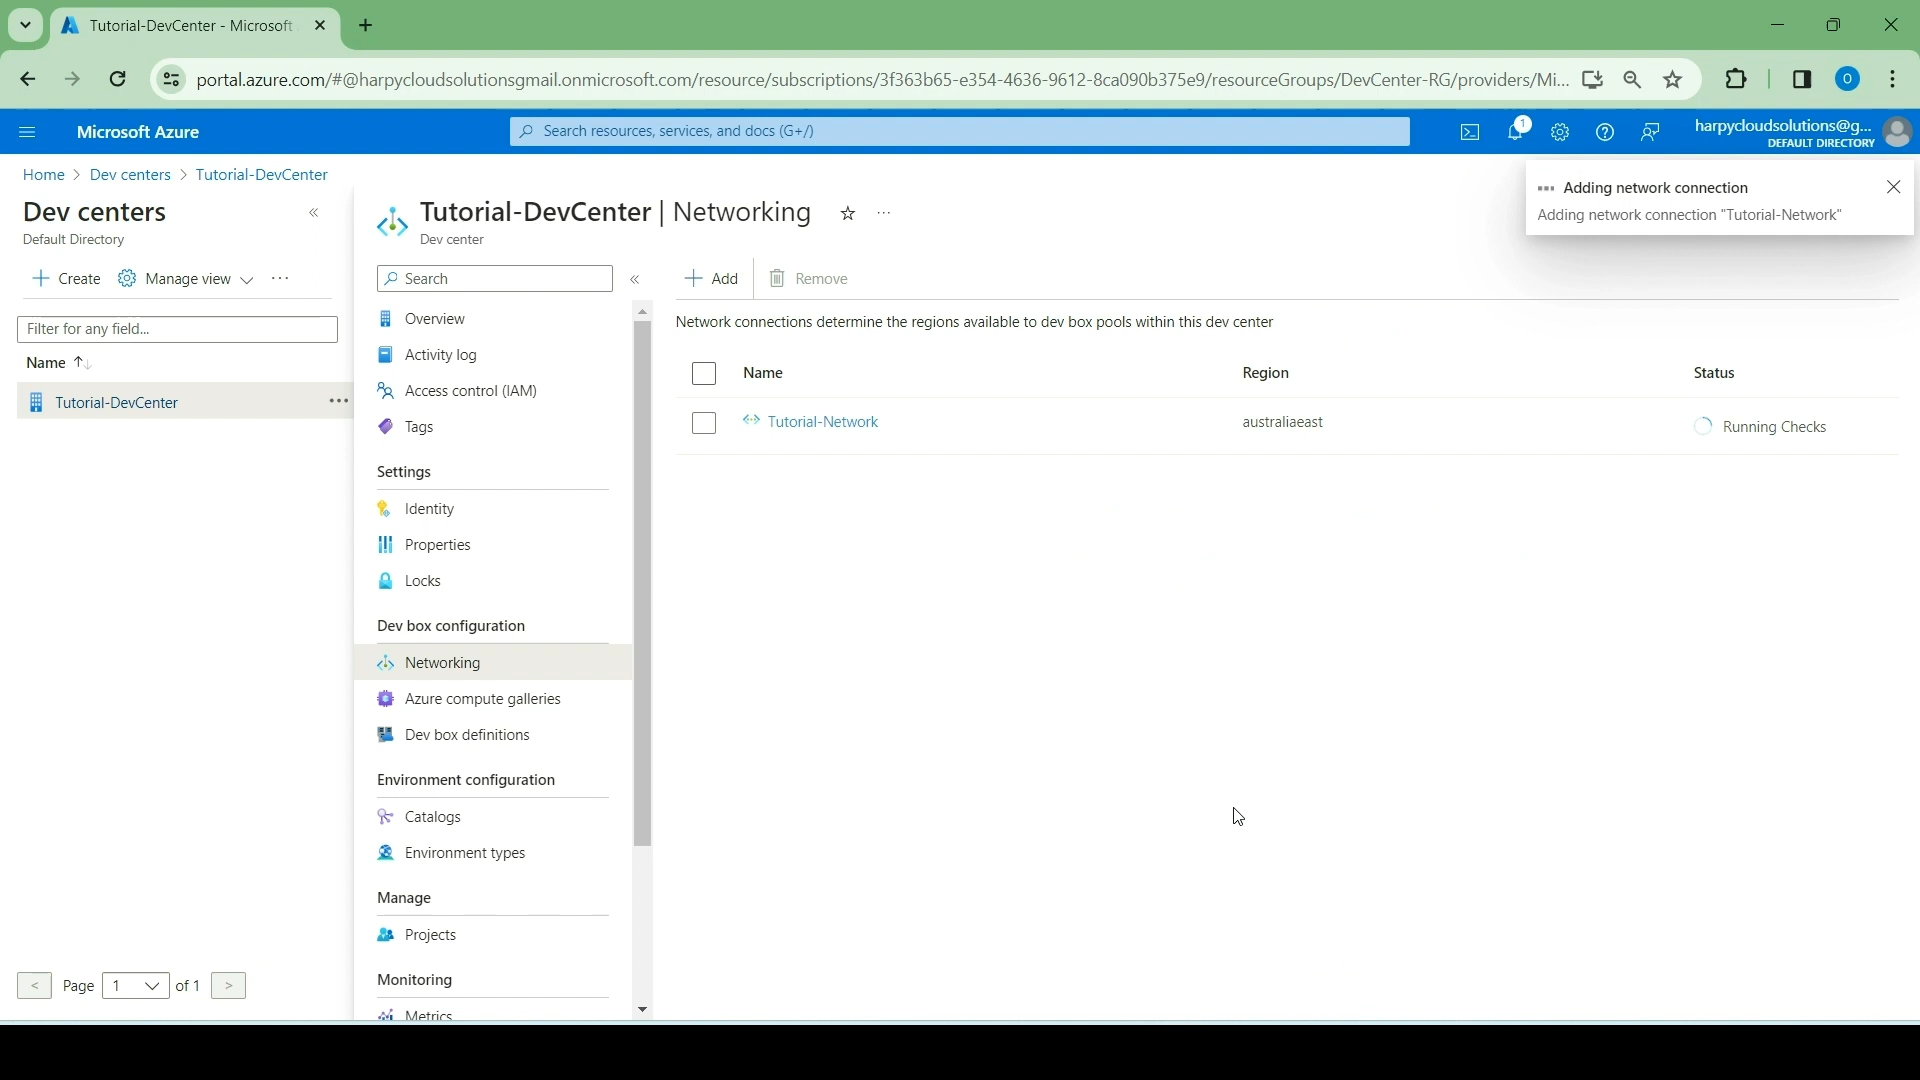 Tutorial-DevCenter - Microsoft
portal.azure.com/#@harpycloudsolutionsgmail.onmicrosoft.com/resource/subscriptions/3f363b65-e354-4636-9612-8ca090b375e9/resourceGroups/DevCenter-RG/providers/Mi...
O
Microsoft Azure
Search resources, services, and docs (G+/)
1
harpycloudsolutions@g...
DEFAULT DIRECTORY
Home > Dev centers > Tutorial-DevCenter
Adding network connection
Adding network connection "Tutorial-Network"
Dev centers
Default Directory
Create
Manage view
Filter for any field...
Name
Tutorial-DevCenter
Page 1 of 1
Tutorial-DevCenter | Networking
Dev center
Search
Overview
Activity log
Access control (IAM)
Tags
Settings
Identity
Properties
Locks
Dev box configuration
Networking
Azure compute galleries
Dev box definitions
Environment configuration
Catalogs
Environment types
Manage
Projects
Monitoring
Metrics
Add
Remove
Network connections determine the regions available to dev box pools within this dev center
Name Region Status
Tutorial-Network australiaeast Running Checks